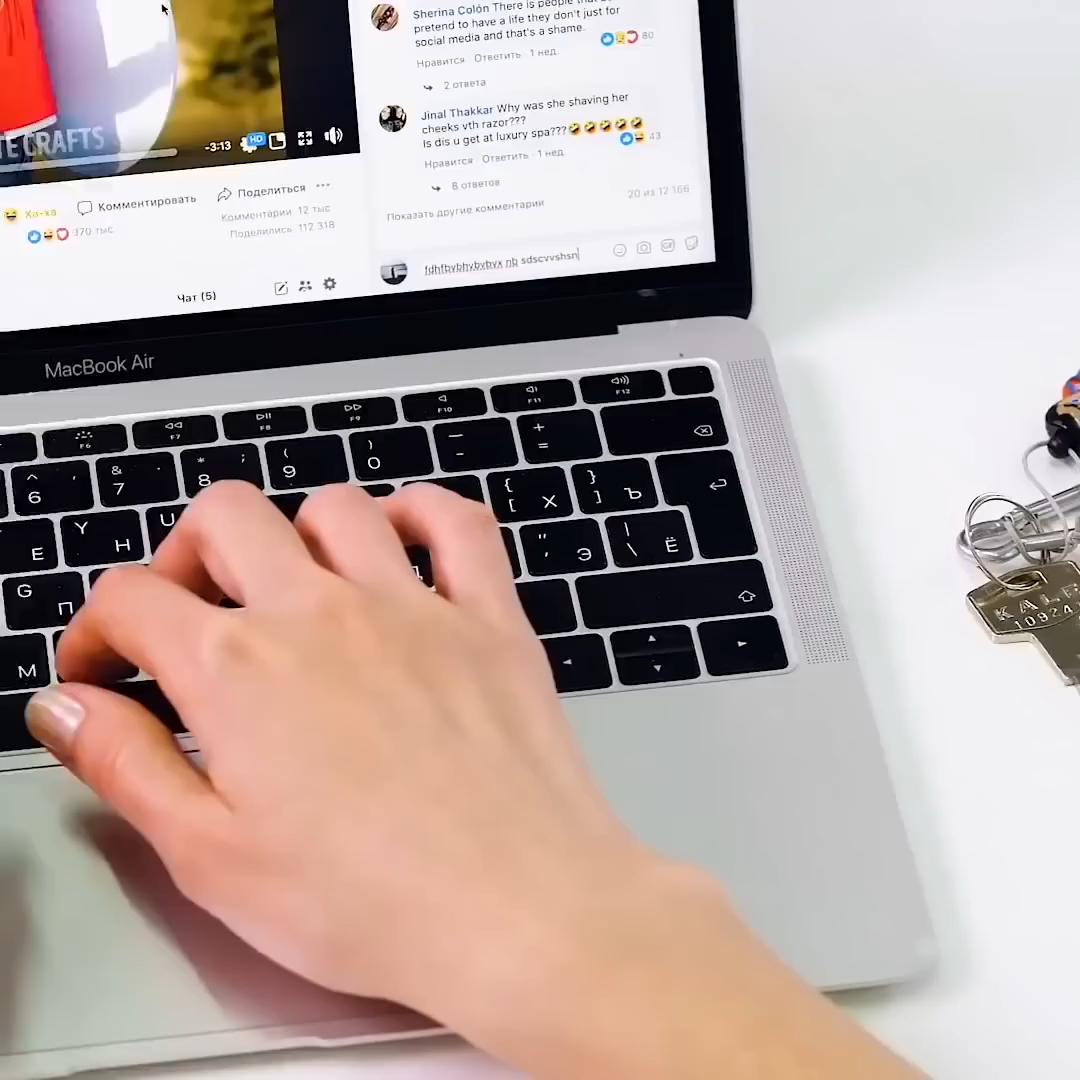 Sherina Colón There is people that
pretend to have a life they don't just for
social media and that's a shame.
80
Нравится · Ответить · 1 нед.
2 ответа
Jinal Thakkar Why was she shaving her
cheeks vth razor???
Is dis u get at luxury spa???🤣🤣🤣🤣🤣
43
Нравится · Ответить · 1 нед.
8 ответов
Показать другие комментарии
20 из 12 166
fdhfbvbhvbvbvx nb sdscvvshsn
TE CRAFTS
-3:13
HD
Ха-ха
Комментировать
Поделиться
370 тыс.
Комментарии 12 тыс
Поделились 112 318
Чат (5)
GIF
MacBook Air
F6
F7
F8
F9
F10
F11
F12
^ 6
& 7
* ; 8
( 9
) 0
— -
+ =
E
Y Н
U
{ [ Х
} ] Ъ
G П
" ' Э
| \ Ё
М
KALE
10924